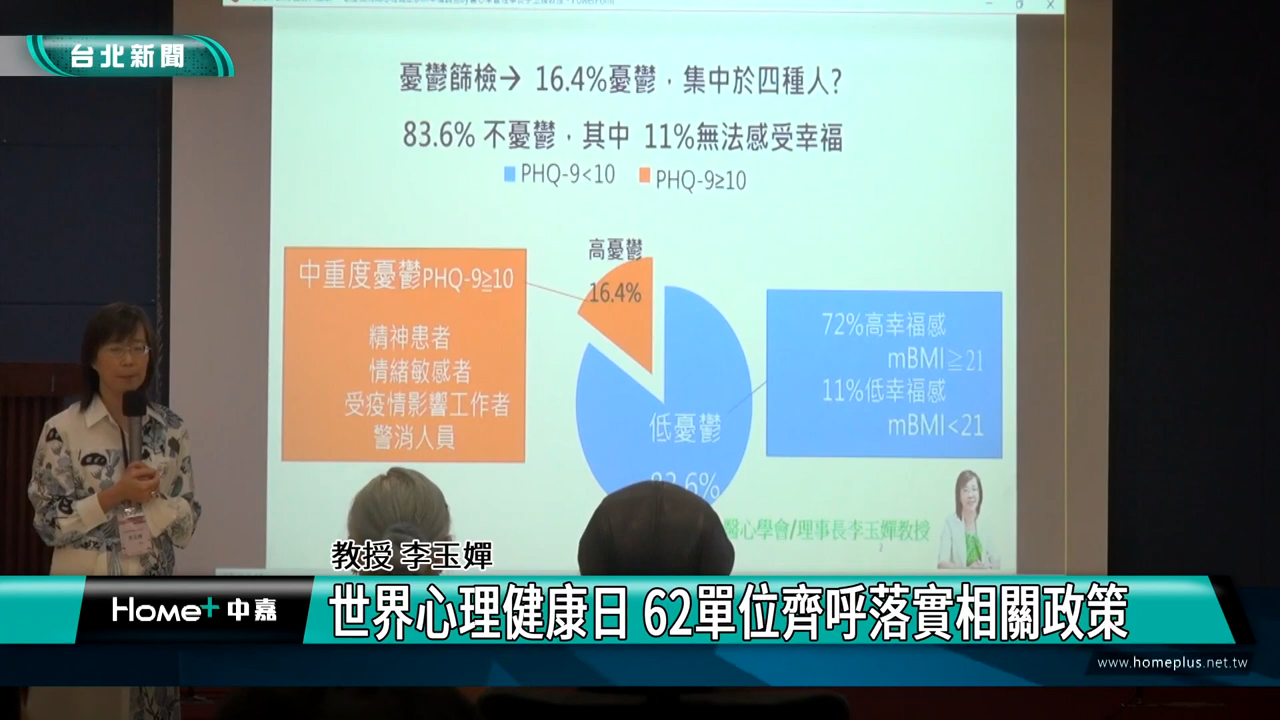 台北新聞
憂鬱篩檢→ 16.4%憂鬱，集中於四種人?
83.6% 不憂鬱，其中 11%無法感受幸福
PHQ-9<10 PHQ-9≥10
高憂鬱
16.4%
中重度憂鬱PHQ-9≧10
精神患者
情緒敏感者
受疫情影響工作者
警消人員
72%高幸福感
mBMI≧21
11%低幸福感
mBMI<21
低憂鬱
醫心學會/理事長李玉嬋教授
教授 李玉嬋
Home+中嘉
世界心理健康日 62單位齊呼落實相關政策
www.homeplus.net.tw